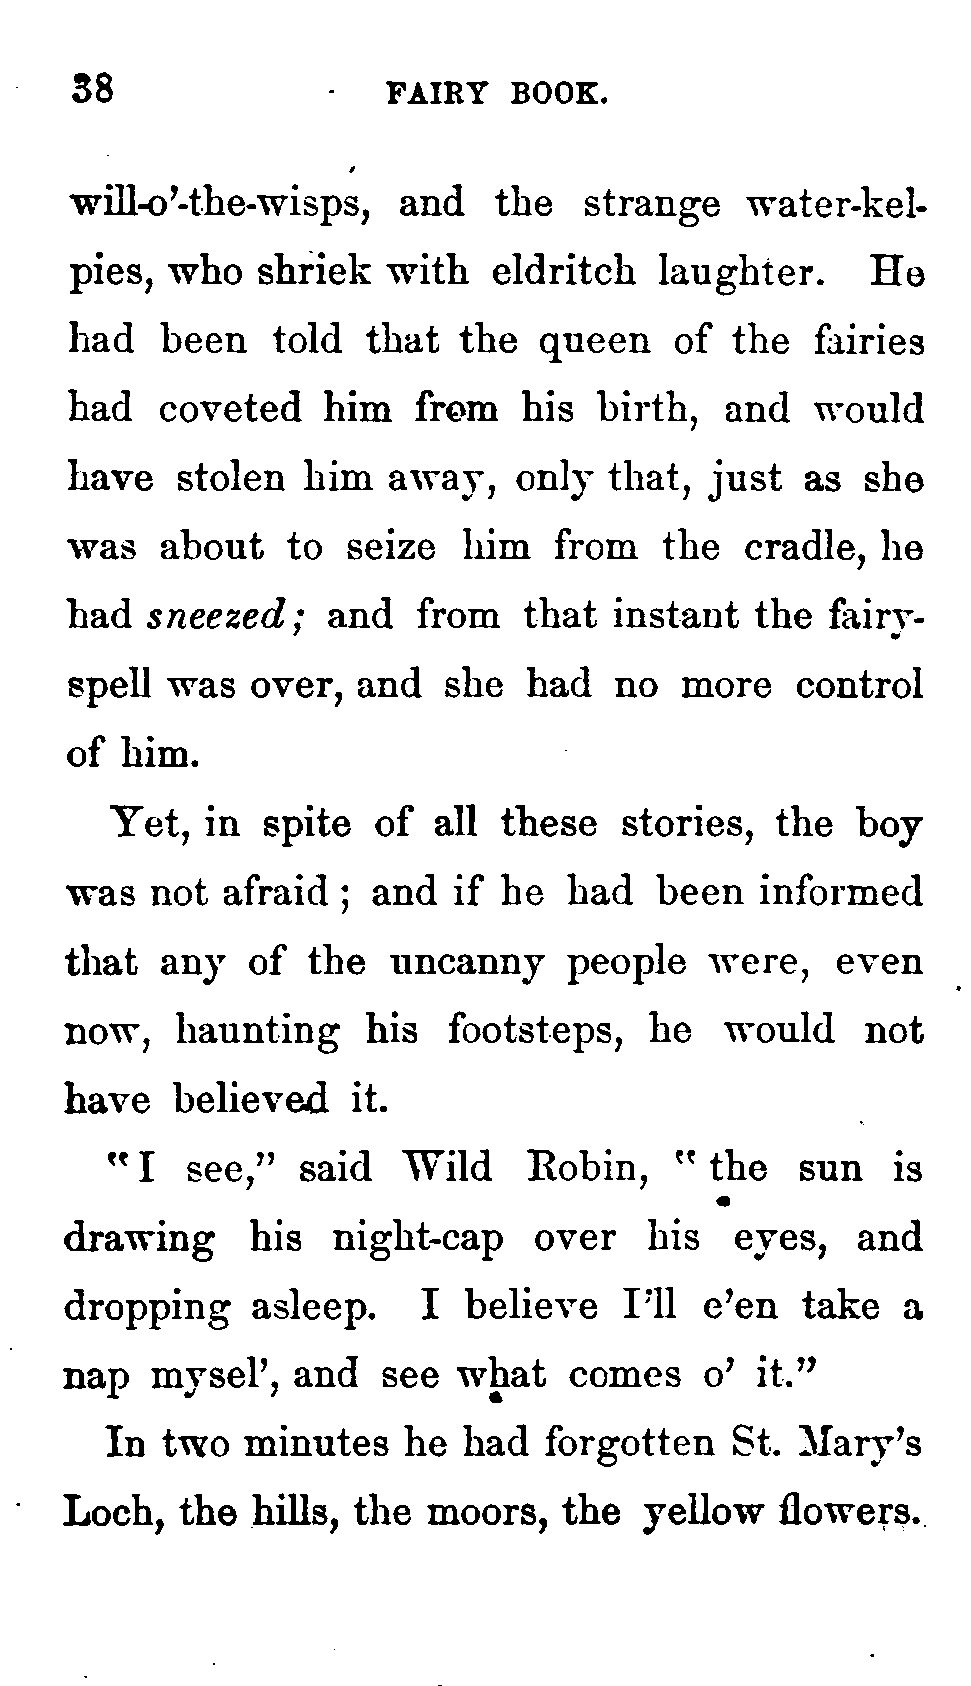 38 FAIRY BOOK.
will-o'-the-wisps, and the strange water-kel-
pies, who shriek with eldritch laughter. He
had been told that the queen of the fairies
had coveted him from his birth, and would
have stolen him away, only that, just as she
was about to seize him from the cradle, he
had sneezed; and from that instant the fairy-
spell was over, and she had no more control
of him.
Yet, in spite of all these stories, the boy
was not afraid; and if he had been informed
that any of the uncanny people were, even
now, haunting his footsteps, he would not
have believed it.
"I see," said Wild Robin, "the sun is
drawing his night-cap over his eyes, and
dropping asleep. I believe I'll e'en take a
nap mysel', and see what comes o' it."
In two minutes he had forgotten St. Mary's
Loch, the hills, the moors, the yellow flowers.